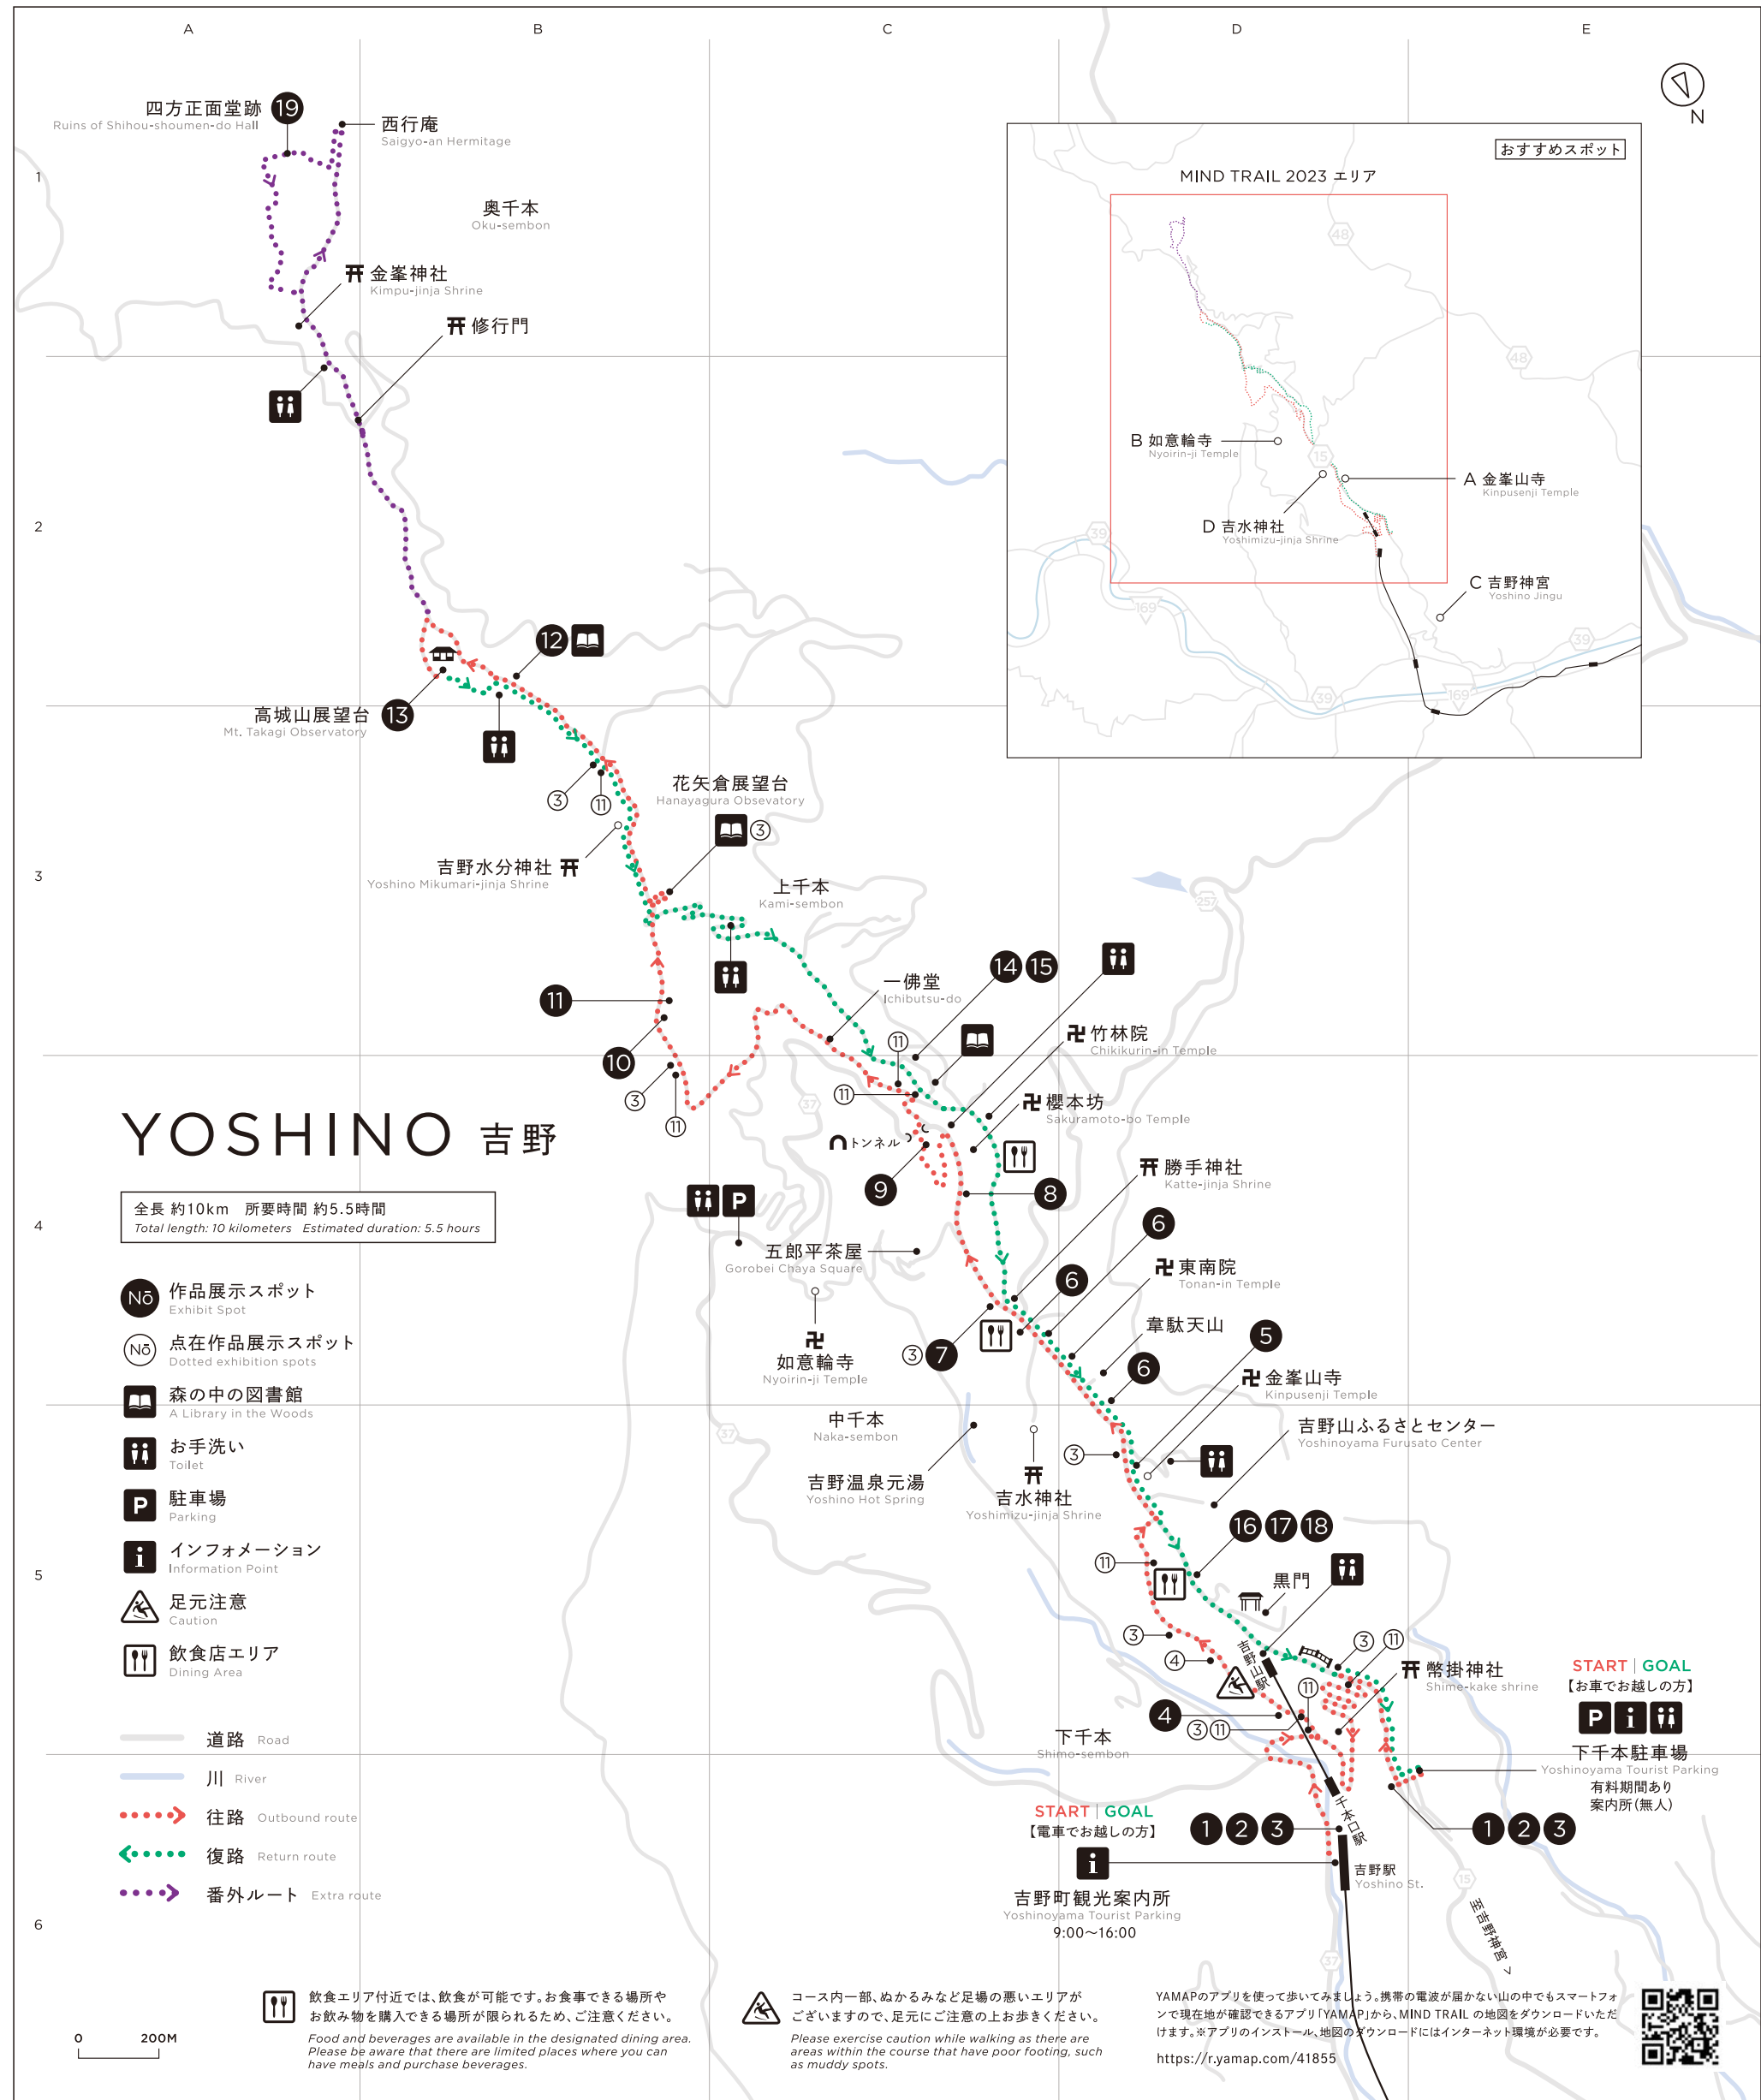 A
B
C
D
E
1
2
3
4
5
6
N
四方正面堂跡 19
Ruins of Shihou-shoumen-do Hall
西行庵
Saigyo-an Hermitage
奥千本
Oku-sembon
金峯神社
Kimpu-jinja Shrine
修行門
おすすめスポット
MIND TRAIL 2023 エリア
48
48
B 如意輪寺
Nyoirin-ji Temple
15
A 金峯山寺
Kinpusenji Temple
D 吉水神社
Yoshimizu-jinja Shrine
39
169
C 吉野神宮
Yoshino Jingu
39
39
169
12
高城山展望台 13
Mt. Takagi Observatory
3
11
花矢倉展望台
Hanayagura Obsevatory
3
吉野水分神社
Yoshino Mikumari-jinja Shrine
上千本
Kami-sembon
257
14 15
一佛堂
Ichibutsu-do
11
10
3
11
11
11
竹林院
Chikikurin-in Temple
櫻本坊
Sakuramoto-bo Temple
37
トンネル
9
8
勝手神社
Katte-jinja Shrine
6
6
五郎平茶屋
Gorobei Chaya Square
東南院
Tonan-in Temple
韋駄天山
5
3 7
6
如意輪寺
Nyoirin-ji Temple
金峯山寺
Kinpusenji Temple
中千本
Naka-sembon
37
吉野山ふるさとセンター
Yoshinoyama Furusato Center
3
吉野温泉元湯
Yoshino Hot Spring
吉水神社
Yoshimizu-jinja Shrine
16 17 18
11
黒門
3
4
吉野山駅
3
11
11
幣掛神社
Shime-kake shrine
START | GOAL
【お車でお越しの方】
P i
下千本駐車場
Yoshinoyama Tourist Parking
有料期間あり
案内所(無人)
4
3 11
下千本
Shimo-sembon
START | GOAL
【電車でお越しの方】
1 2 3
千本口駅
1 2 3
i
吉野駅
Yoshino St.
15
吉野町観光案内所
Yoshinoyama Tourist Parking
9:00〜16:00
至吉野神宮
37
YOSHINO 吉野
全長 約10km 所要時間 約5.5時間
Total length: 10 kilometers Estimated duration: 5.5 hours
P
Nō 作品展示スポット
Exhibit Spot
Nō 点在作品展示スポット
Dotted exhibition spots
森の中の図書館
A Library in the Woods
お手洗い
Toilet
P 駐車場
Parking
i インフォメーション
Information Point
足元注意
Caution
飲食店エリア
Dining Area
道路 Road
川 River
往路 Outbound route
復路 Return route
番外ルート Extra route
0 200M
飲食エリア付近では、飲食が可能です。お食事できる場所や
お飲み物を購入できる場所が限られるため、ご注意ください。
Food and beverages are available in the designated dining area.
Please be aware that there are limited places where you can
have meals and purchase beverages.
コース内一部、ぬかるみなど足場の悪いエリアが
ございますので、足元にご注意の上お歩きください。
Please exercise caution while walking as there are
areas within the course that have poor footing, such
as muddy spots.
YAMAPのアプリを使って歩いてみましょう。携帯の電波が届かない山の中でもスマートフォ
ンで現在地が確認できるアプリ「YAMAP」から、MIND TRAIL の地図をダウンロードいただ
けます。※アプリのインストール、地図のダウンロードにはインターネット環境が必要です。
https://r.yamap.com/41855